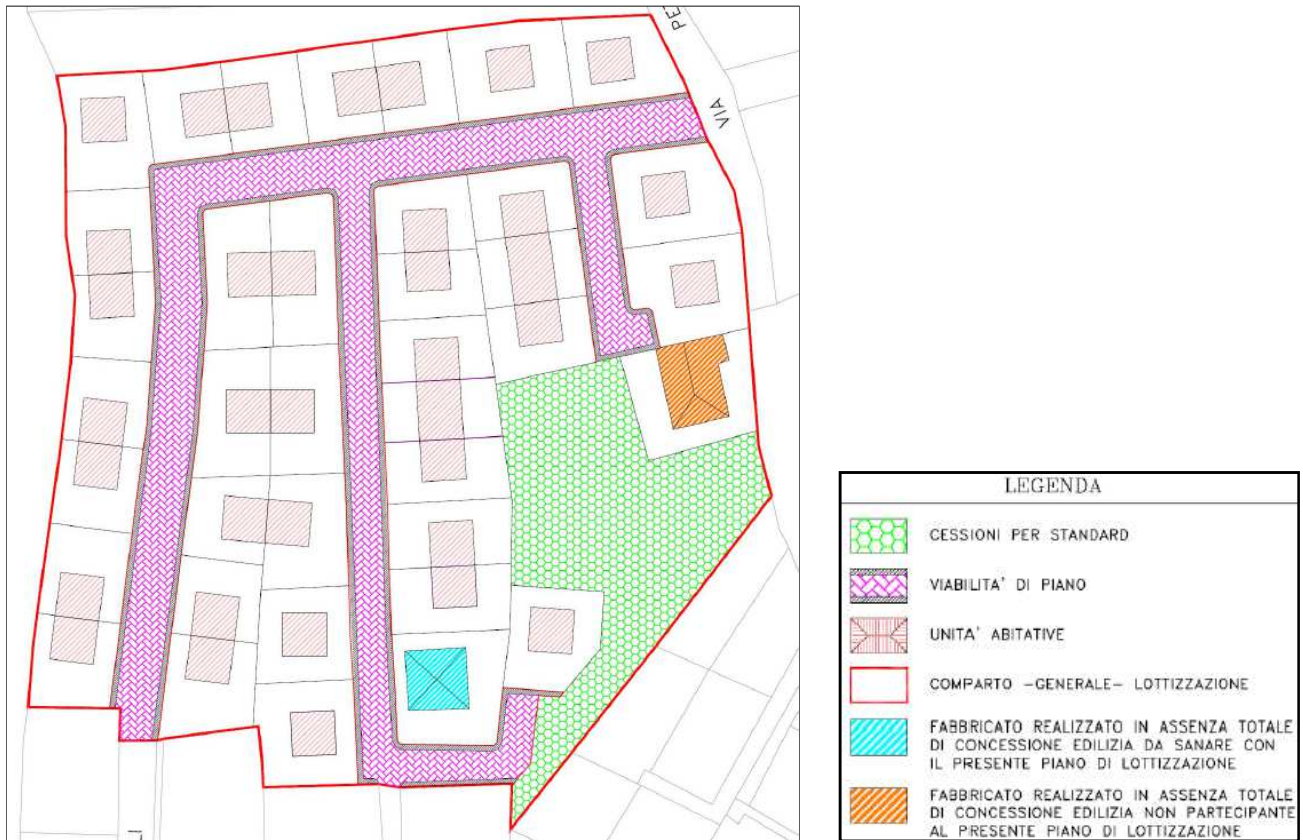 PE
VIA
LEGENDA
CESSIONI PER STANDARD
VIABILITA' DI PIANO
UNITA' ABITATIVE
COMPARTO -GENERALE- LOTTIZZAZIONE
FABBRICATO REALIZZATO IN ASSENZA TOTALE
DI CONCESSIONE EDILIZIA DA SANARE CON
IL PRESENTE PIANO DI LOTTIZZAZIONE
FABBRICATO REALIZZATO IN ASSENZA TOTALE
DI CONCESSIONE EDILIZIA NON PARTECIPANTE
AL PRESENTE PIANO DI LOTTIZZAZIONE